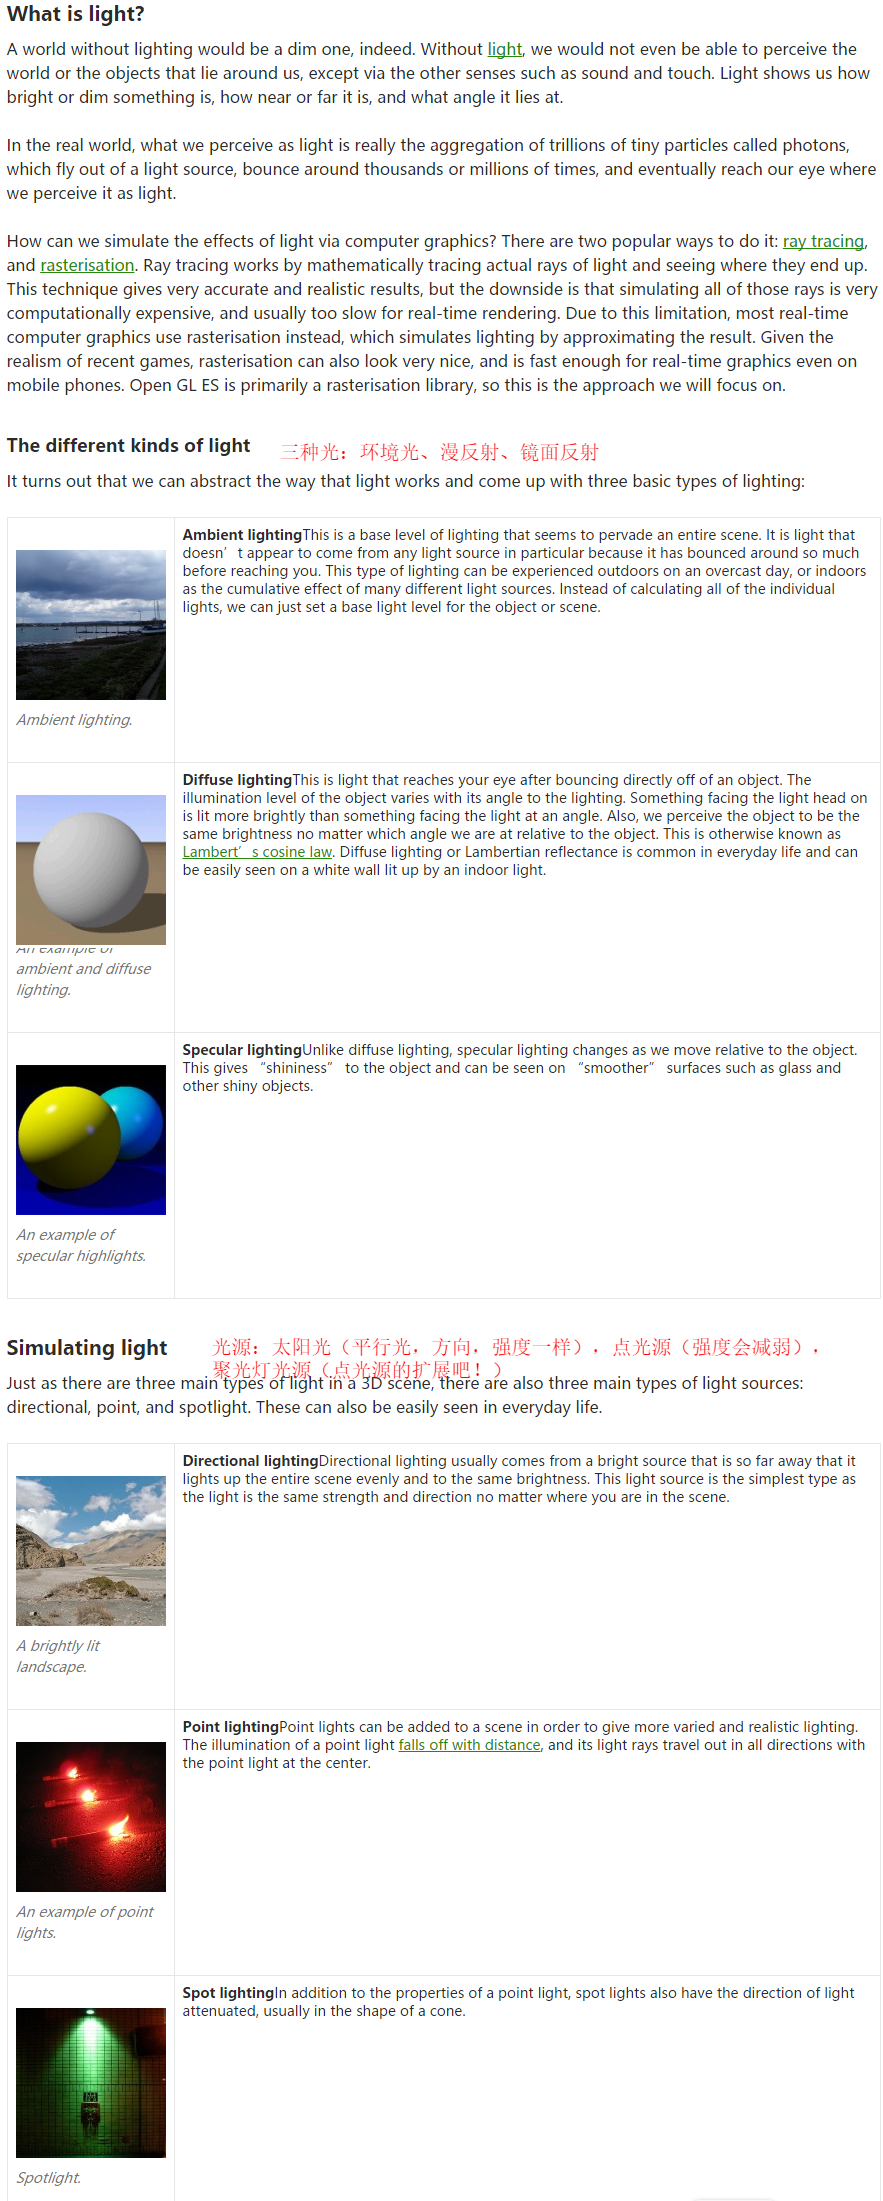 What is light?
A world without lighting would be a dim one, indeed. Without light, we would not even be able to perceive the
world or the objects that lie around us, except via the other senses such as sound and touch. Light shows us how
bright or dim something is, how near or far it is, and what angle it lies at.
In the real world, what we perceive as light is really the aggregation of trillions of tiny particles called photons,
which fly out of a light source, bounce around thousands or millions of times, and eventually reach our eye where
we perceive it as light.
How can we simulate the effects of light via computer graphics? There are two popular ways to do it: ray tracing,
and rasterisation. Ray tracing works by mathematically tracing actual rays of light and seeing where they end up.
This technique gives very accurate and realistic results, but the downside is that simulating all of those rays is very
computationally expensive, and usually too slow for real-time rendering. Due to this limitation, most real-time
computer graphics use rasterisation instead, which simulates lighting by approximating the result. Given the
realism of recent games, rasterisation can also look very nice, and is fast enough for real-time graphics even on
mobile phones. Open GL ES is primarily a rasterisation library, so this is the approach we will focus on.
The different kinds of light
三种光：环境光、漫反射、镜面反射
It turns out that we can abstract the way that light works and come up with three basic types of lighting:
Ambient lighting.
Ambient lightingThis is a base level of lighting that seems to pervade an entire scene. It is light that
doesn’t appear to come from any light source in particular because it has bounced around so much
before reaching you. This type of lighting can be experienced outdoors on an overcast day, or indoors
as the cumulative effect of many different light sources. Instead of calculating all of the individual
lights, we can just set a base light level for the object or scene.
An example of
ambient and diffuse
lighting.
Diffuse lightingThis is light that reaches your eye after bouncing directly off of an object. The
illumination level of the object varies with its angle to the lighting. Something facing the light head on
is lit more brightly than something facing the light at an angle. Also, we perceive the object to be the
same brightness no matter which angle we are at relative to the object. This is otherwise known as
Lambert’s cosine law. Diffuse lighting or Lambertian reflectance is common in everyday life and can
be easily seen on a white wall lit up by an indoor light.
An example of
specular highlights.
Specular lightingUnlike diffuse lighting, specular lighting changes as we move relative to the object.
This gives “shininess” to the object and can be seen on “smoother” surfaces such as glass and
other shiny objects.
Simulating light
光源：太阳光（平行光，方向，强度一样），点光源（强度会减弱），
聚光灯光源（点光源的扩展吧！）
Just as there are three main types of light in a 3D scene, there are also three main types of light sources:
directional, point, and spotlight. These can also be easily seen in everyday life.
A brightly lit
landscape.
Directional lightingDirectional lighting usually comes from a bright source that is so far away that it
lights up the entire scene evenly and to the same brightness. This light source is the simplest type as
the light is the same strength and direction no matter where you are in the scene.
An example of point
lights.
Point lightingPoint lights can be added to a scene in order to give more varied and realistic lighting.
The illumination of a point light falls off with distance, and its light rays travel out in all directions with
the point light at the center.
Spotlight.
Spot lightingIn addition to the properties of a point light, spot lights also have the direction of light
attenuated, usually in the shape of a cone.